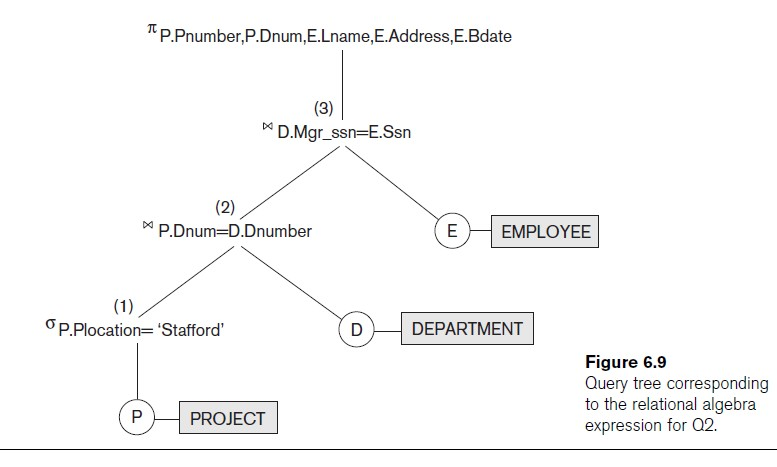 π P.Pnumber,P.Dnum,E.Lname,E.Address,E.Bdate
(3)
⋈ D.Mgr_ssn=E.Ssn
(2)
⋈ P.Dnum=D.Dnumber
E
EMPLOYEE
(1)
σ P.Plocation= ‘Stafford’
D
DEPARTMENT
P
PROJECT
Figure 6.9
Query tree corresponding
to the relational algebra
expression for Q2.